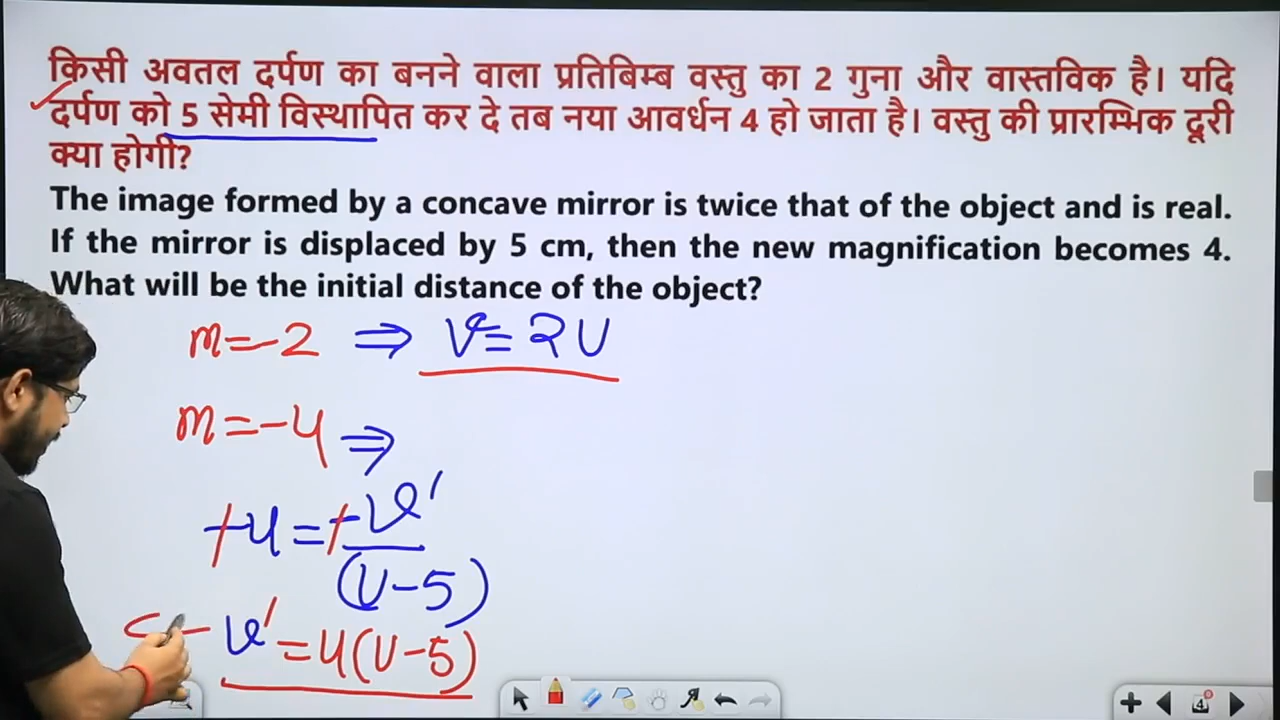 किसी अवतल दर्पण का बनने वाला प्रतिबिम्ब वस्तु का 2 गुना और वास्तविक है। यदि
दर्पण को 5 सेमी विस्थापित कर दे तब नया आवर्धन 4 हो जाता है। वस्तु की प्रारम्भिक दूरी
क्या होगी?
The image formed by a concave mirror is twice that of the object and is real.
If the mirror is displaced by 5 cm, then the new magnification becomes 4.
What will be the initial distance of the object?
m=-2 ⇒ v=2U
m=-4 ⇒
+4=+v'
(U-5)
v'=4(U-5)
4